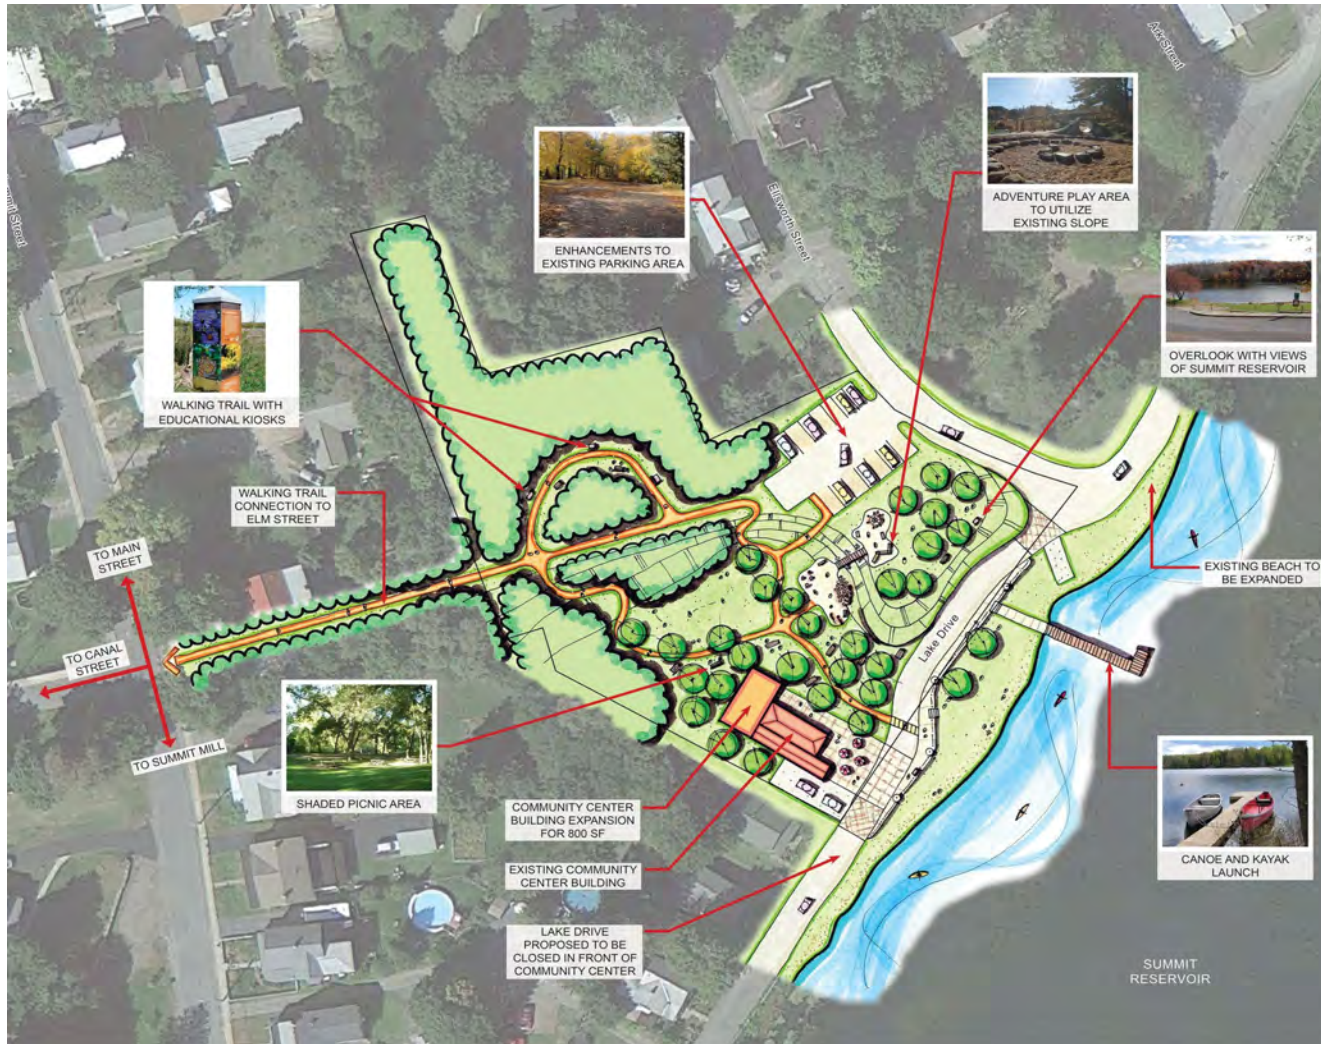 Ark Street
Ellsworth Street
Street
ADVENTURE PLAY AREA
TO UTILIZE
EXISTING SLOPE
ENHANCEMENTS TO
EXISTING PARKING AREA
OVERLOOK WITH VIEWS
OF SUMMIT RESERVOIR
WALKING TRAIL WITH
EDUCATIONAL KIOSKS
WALKING TRAIL
CONNECTION TO
ELM STREET
TO MAIN
STREET
TO CANAL
STREET
TO SUMMIT MILL
EXISTING BEACH TO
BE EXPANDED
Lake Drive
SHADED PICNIC AREA
COMMUNITY CENTER
BUILDING EXPANSION
FOR 800 SF
EXISTING COMMUNITY
CENTER BUILDING
LAKE DRIVE
PROPOSED TO BE
CLOSED IN FRONT OF
COMMUNITY CENTER
CANOE AND KAYAK
LAUNCH
SUMMIT
RESERVOIR